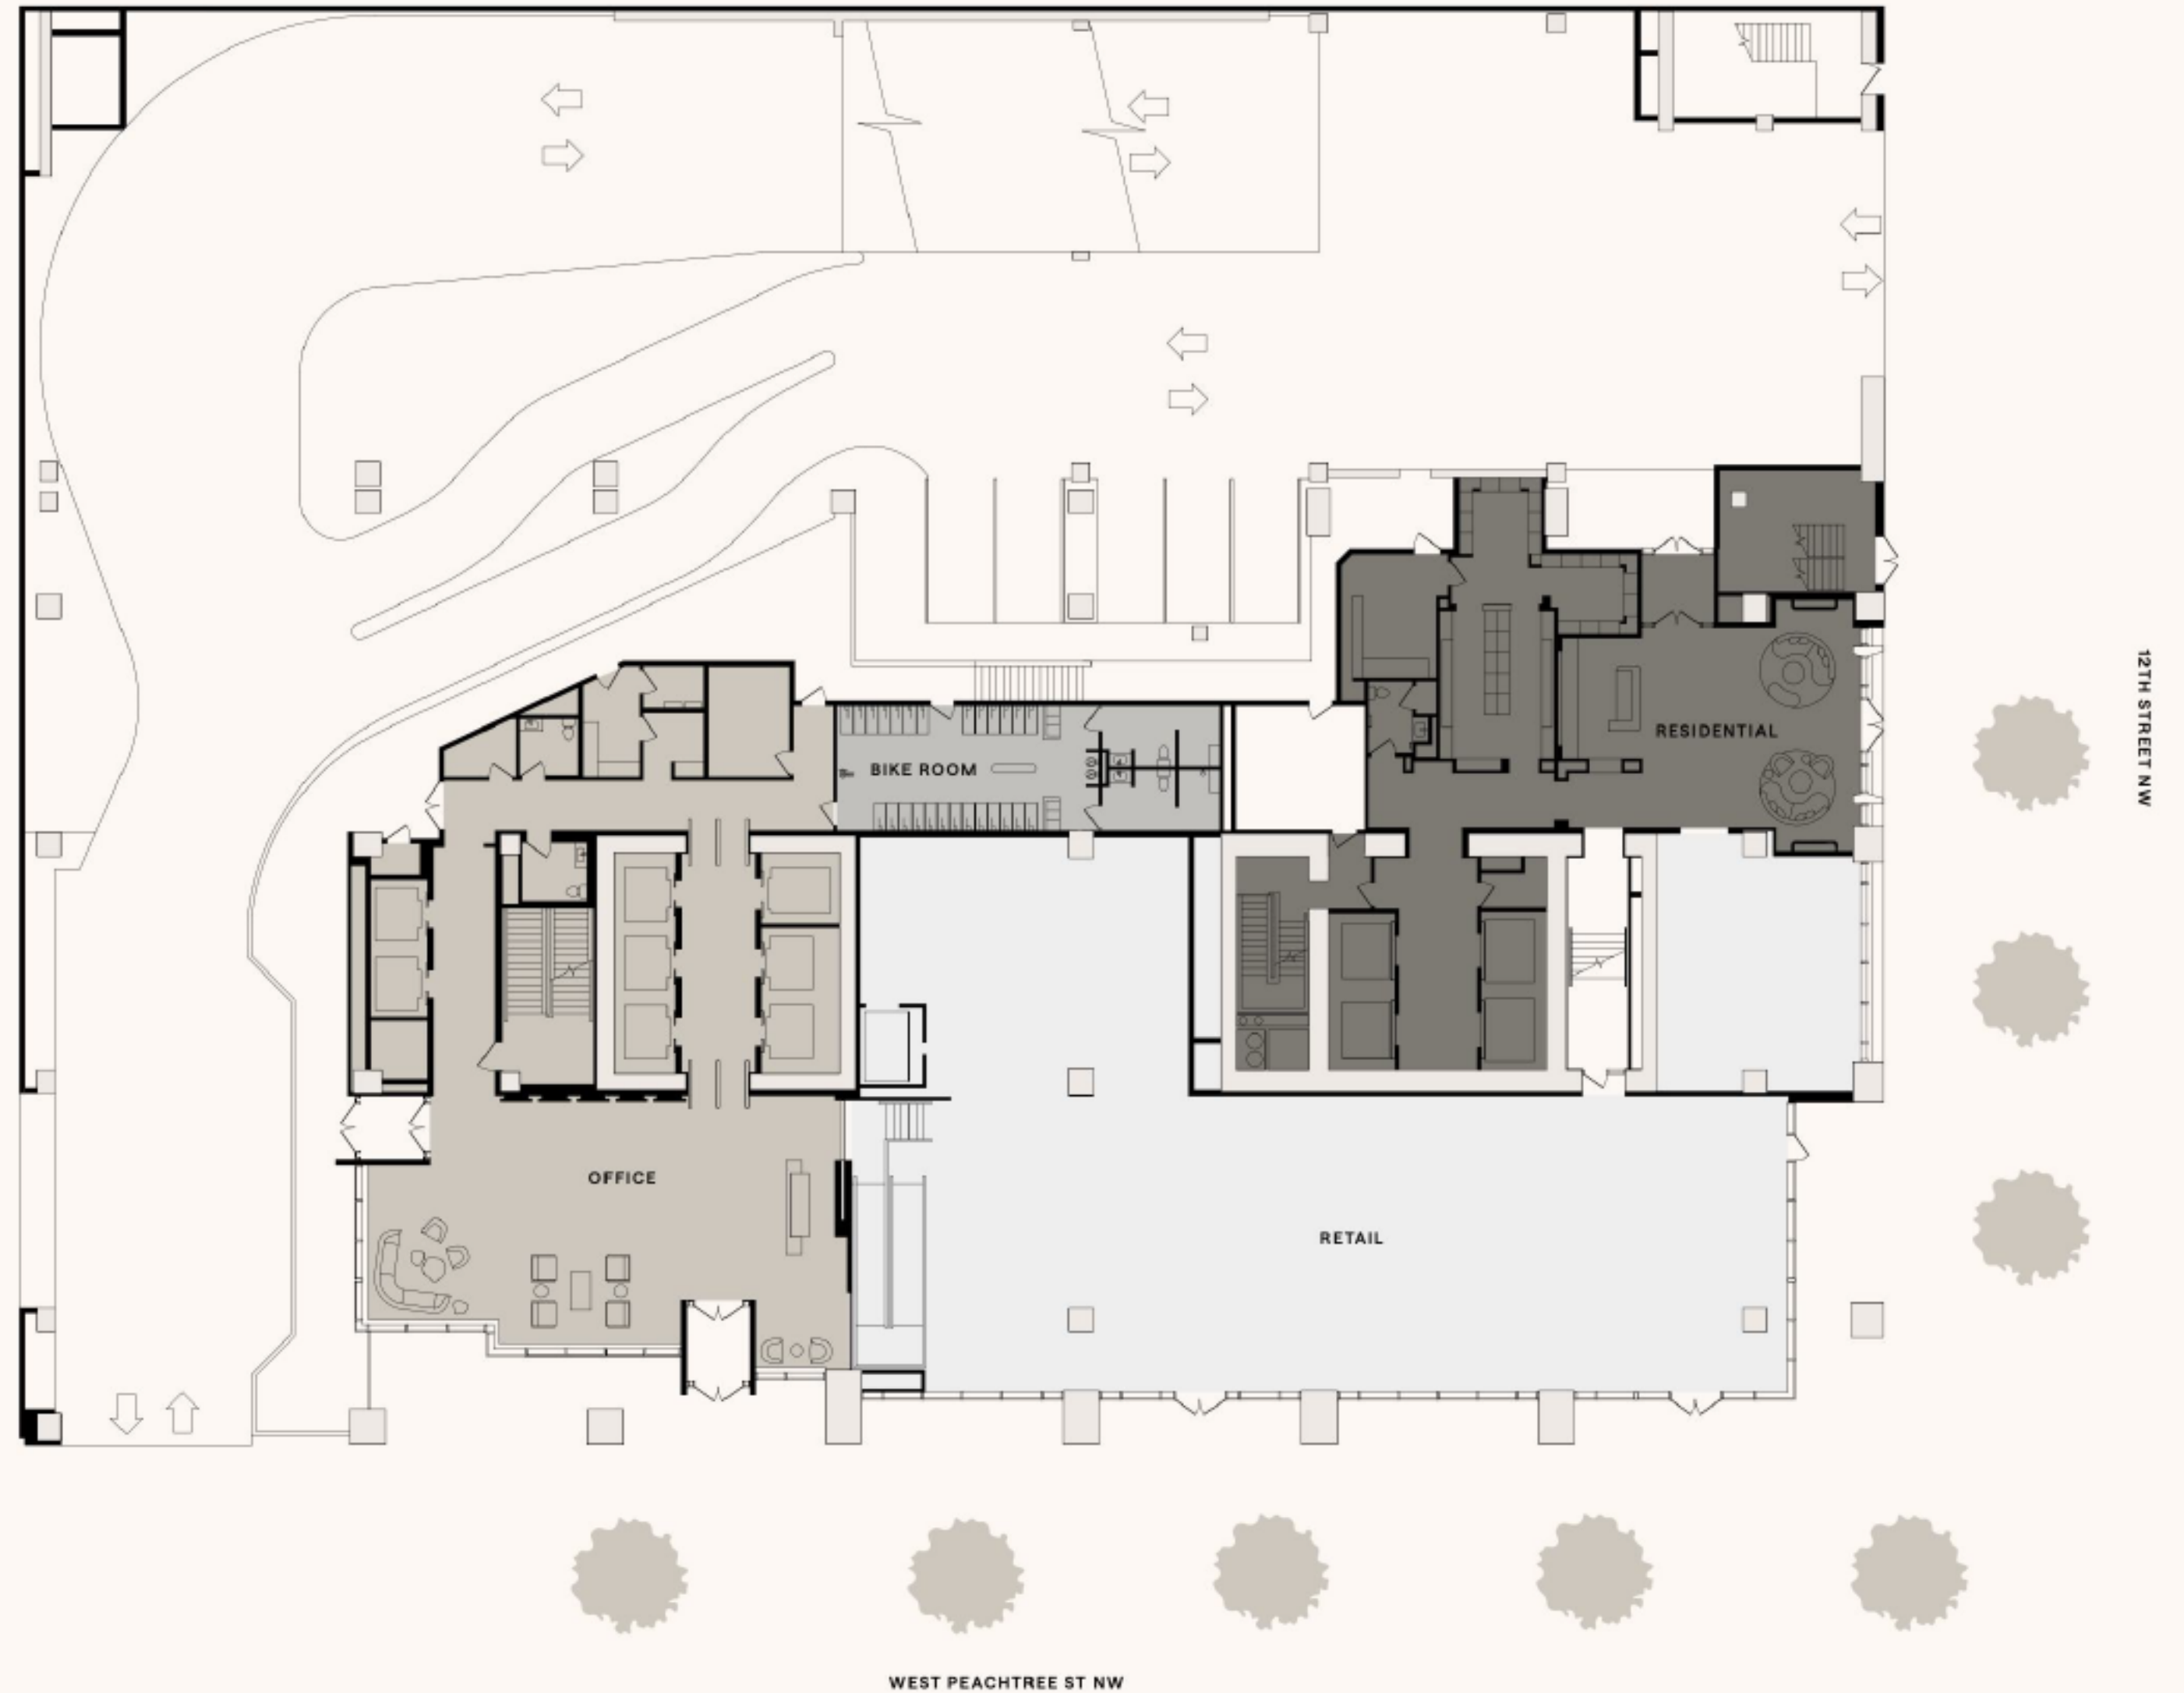 12TH STREET NW
RESIDENTIAL
BIKE ROOM
OFFICE
RETAIL
WEST PEACHTREE ST NW